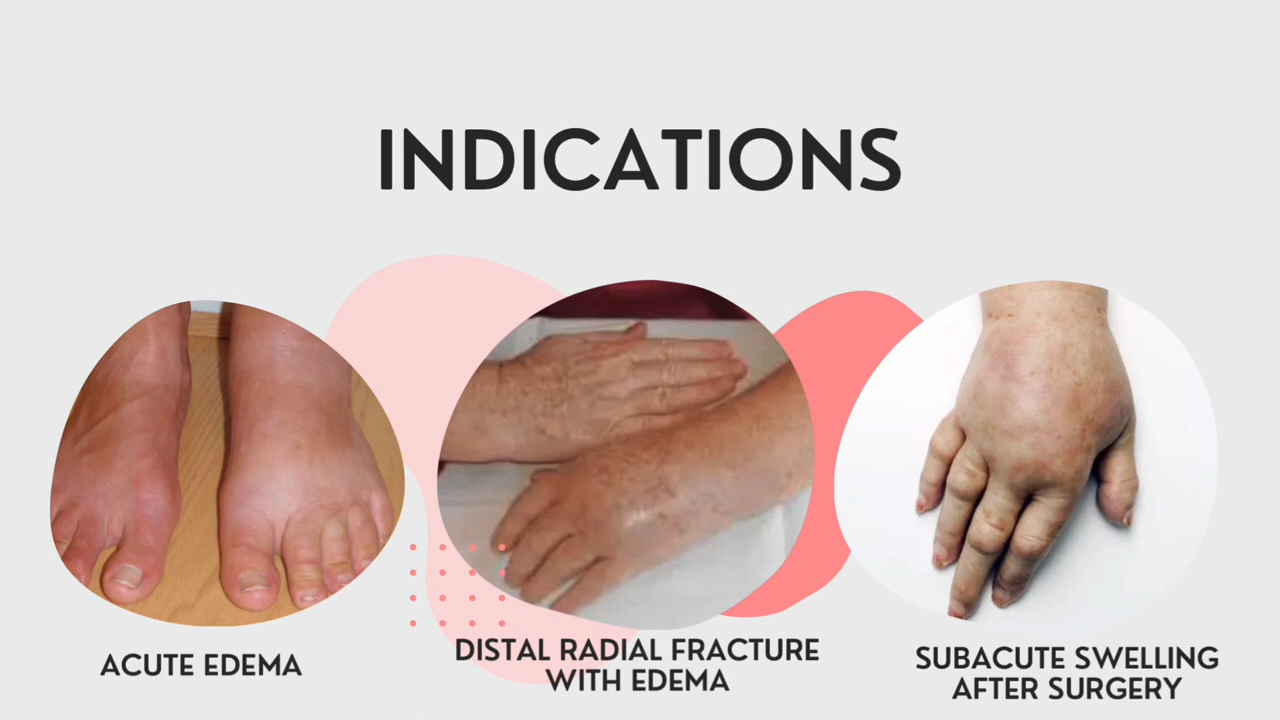 INDICATIONS
ACUTE EDEMA
DISTAL RADIAL FRACTURE
WITH EDEMA
SUBACUTE SWELLING
AFTER SURGERY